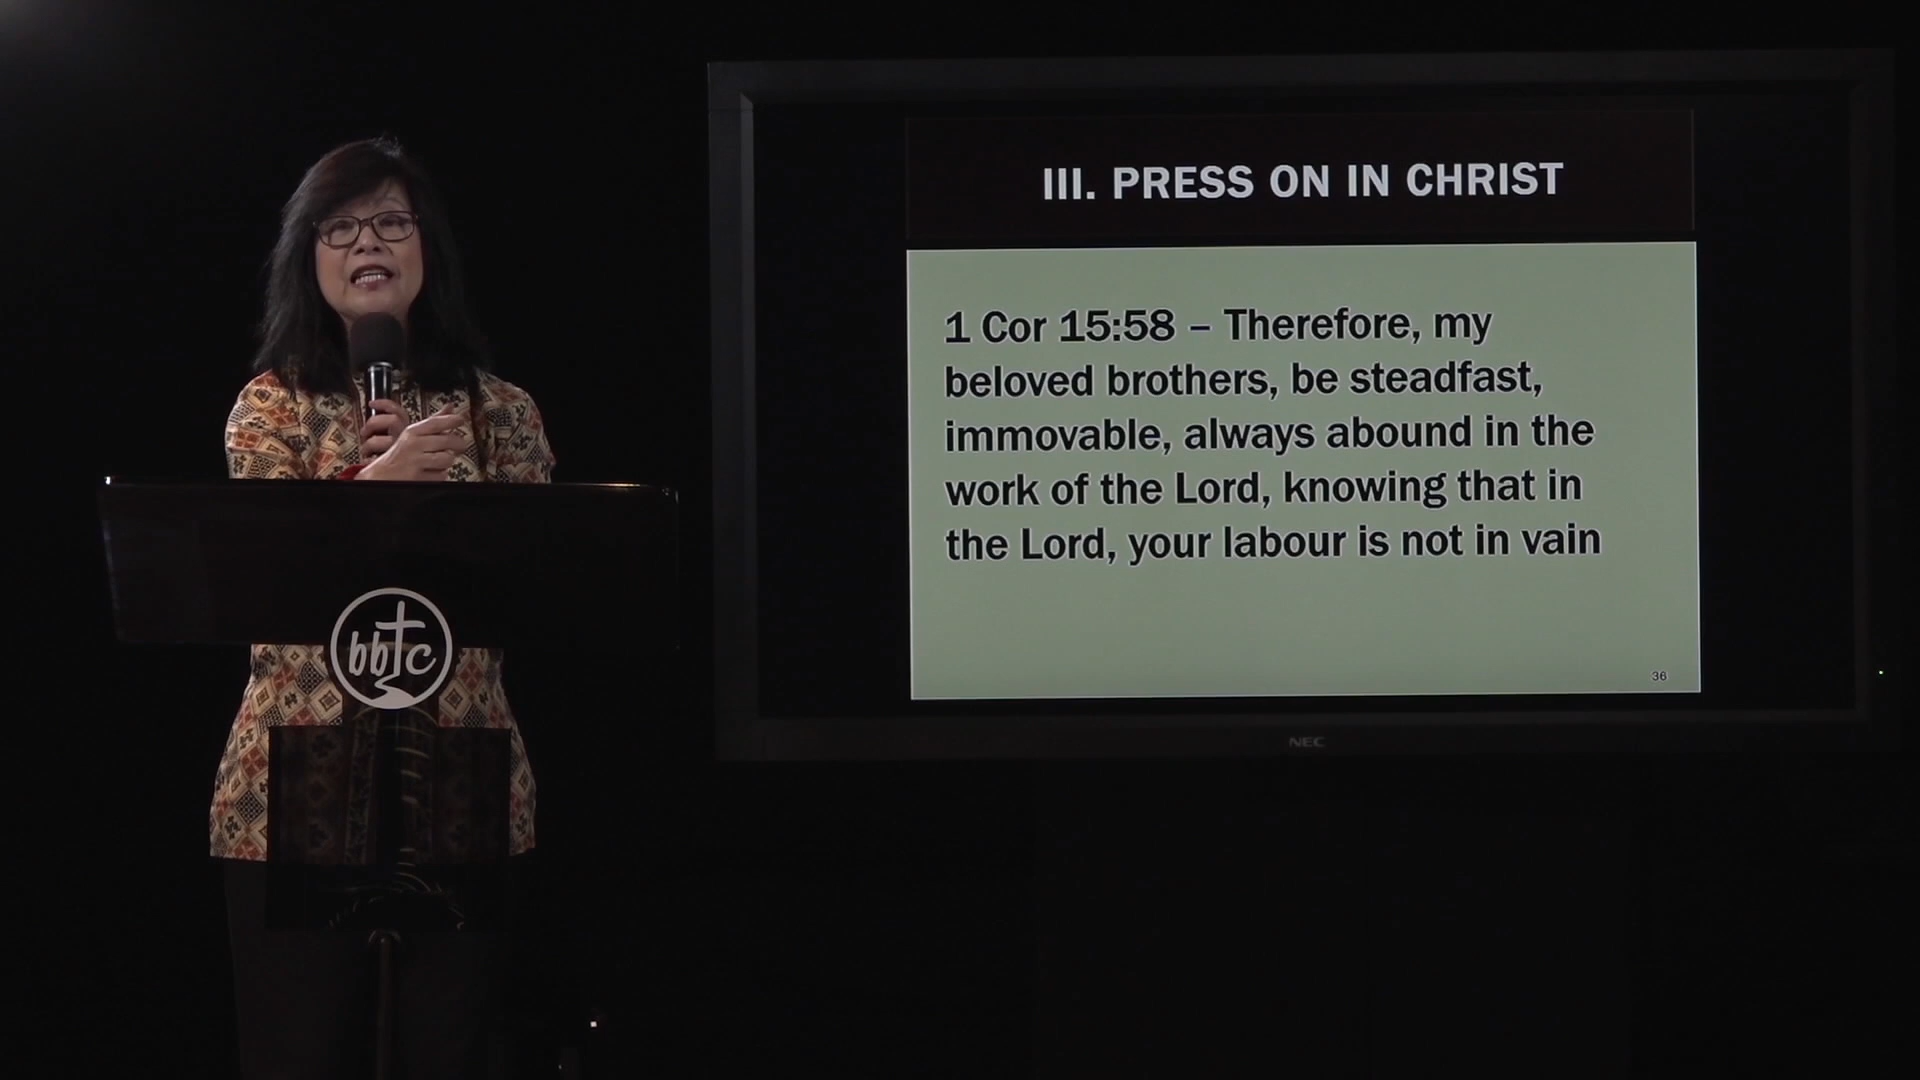 III. PRESS ON IN CHRIST
1 Cor 15:58 – Therefore, my
beloved brothers, be steadfast,
immovable, always abound in the
work of the Lord, knowing that in
the Lord, your labour is not in vain
36
NEC
bbtc